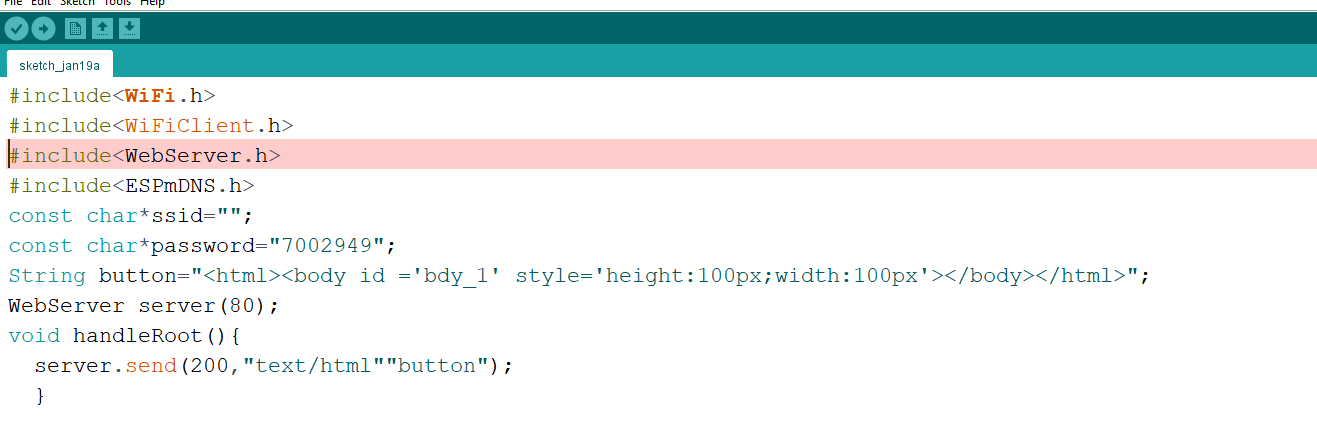 File Edit Sketch Tools Help
sketch_jan19a
#include<WiFi.h>
#include<WiFiClient.h>
#include<WebServer.h>
#include<ESPmDNS.h>
const char*ssid="";
const char*password="7002949";
String button="<html><body id ='bdy_1' style='height:100px;width:100px'></body></html>";
WebServer server(80);
void handleRoot(){
server.send(200,"text/html""button");
}